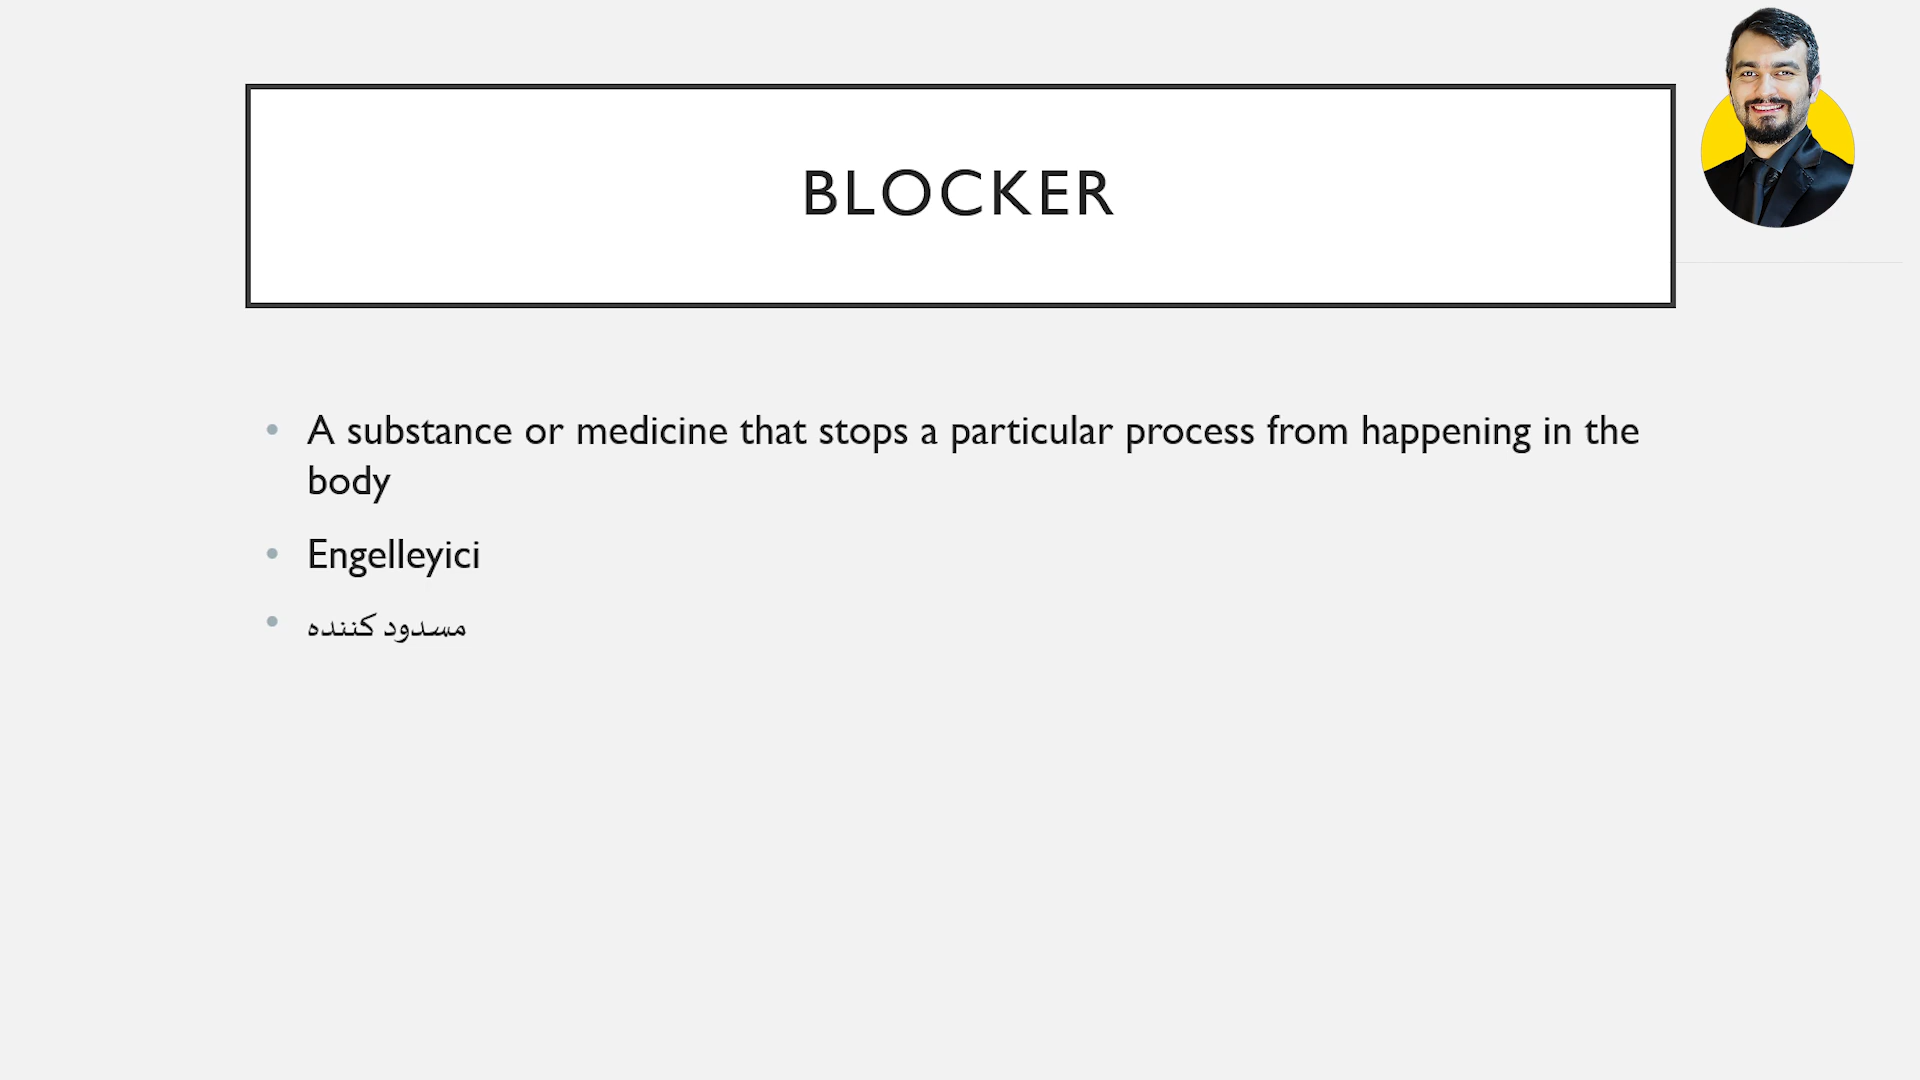 BLOCKER
• A substance or medicine that stops a particular process from happening in the
body
• Engelleyici
• مسدود کننده